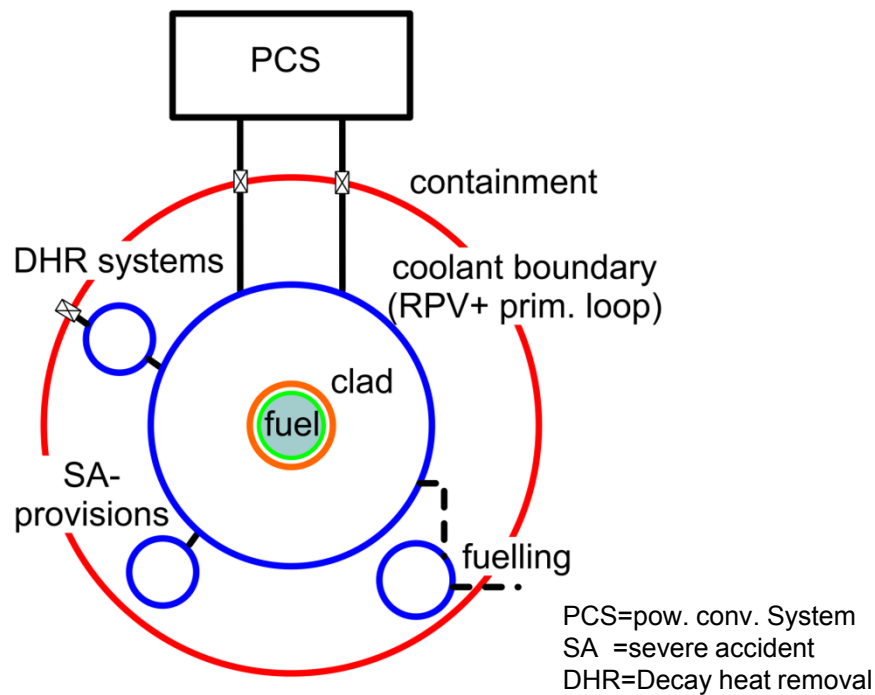 PCS
containment
DHR systems
coolant boundary
(RPV+ prim. loop)
clad
fuel
SA-
provisions
fuelling
PCS=pow. conv. System
SA =severe accident
DHR=Decay heat removal